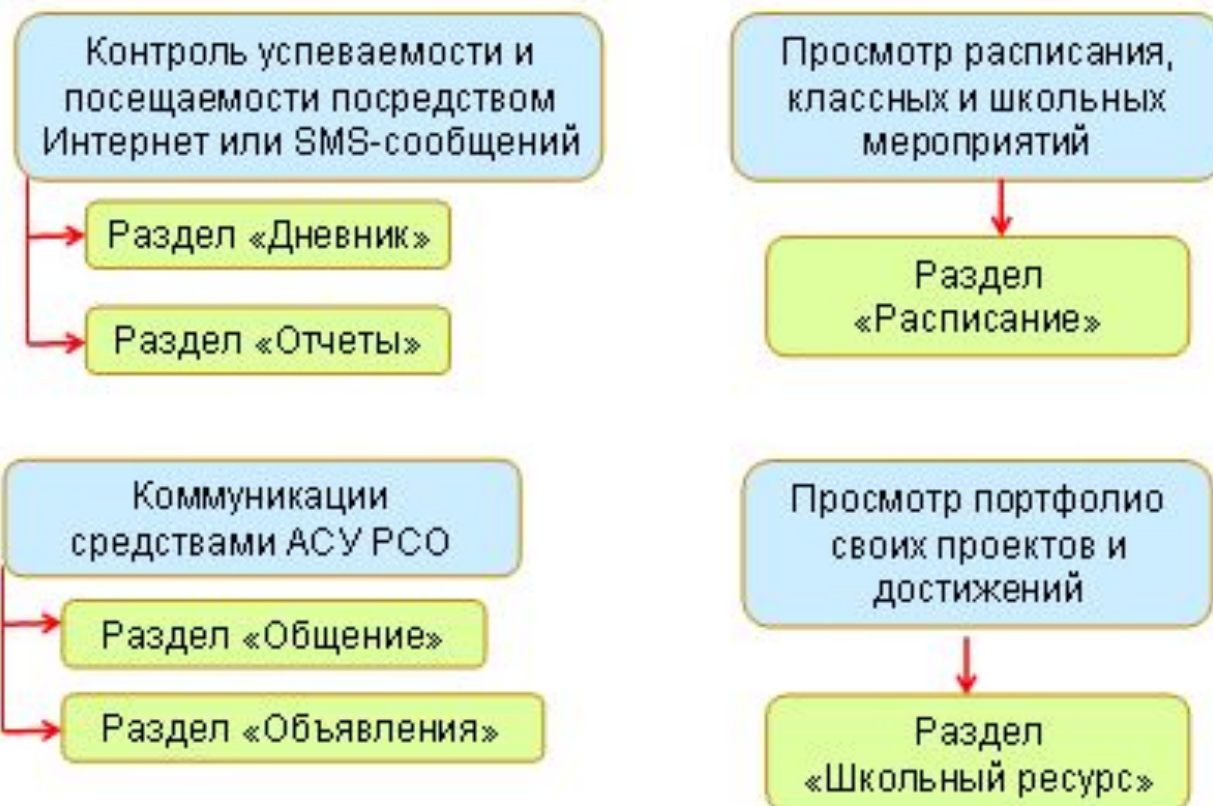 Контроль успеваемости и
посещаемости посредством
Интернет или SMS-сообщений
Раздел «Дневник»
Раздел «Отчеты»
Просмотр расписания,
классных и школьных
мероприятий
Раздел
«Расписание»
Коммуникации
средствами АСУ РСО
Раздел «Общение»
Раздел «Объявления»
Просмотр портфолио
своих проектов и
достижений
Раздел
«Школьный ресурс»